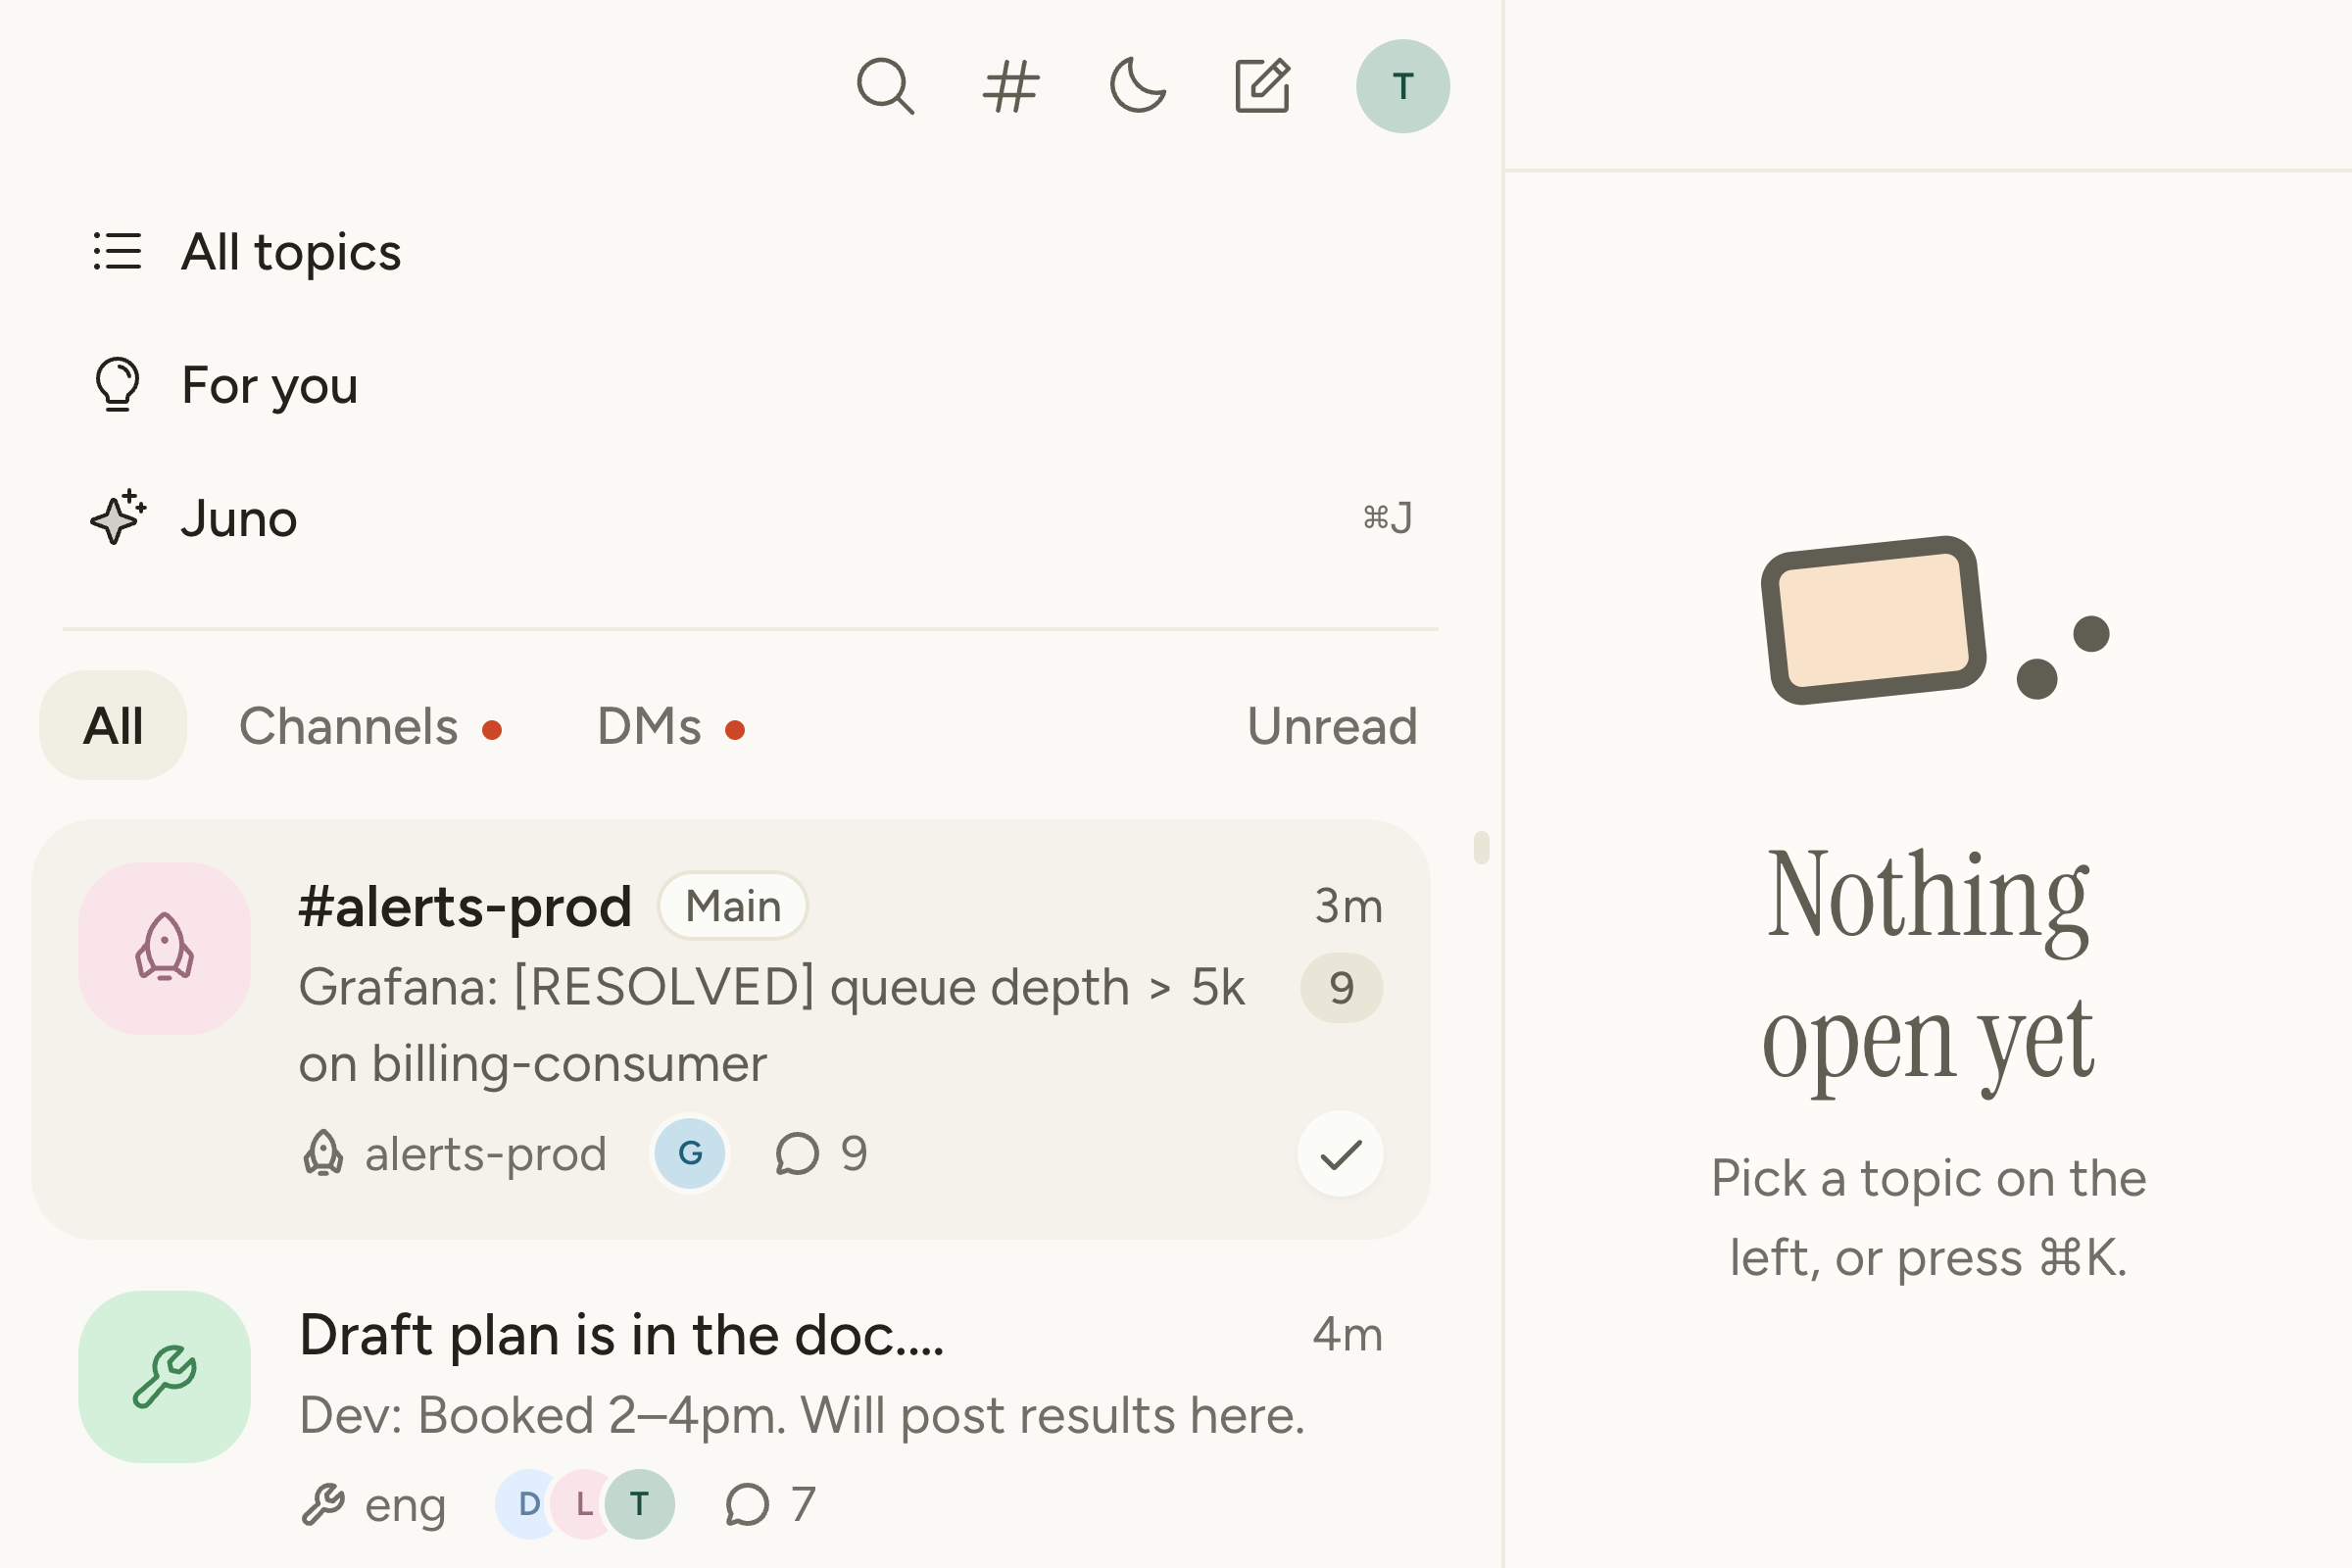 T
All topics
For you
Juno ⌘J
All Channels DMs Unread
#alerts-prod Main 3m
Grafana: [RESOLVED] queue depth > 5k 9
on billing-consumer
alerts-prod G 9
Draft plan is in the doc.... 4m
Dev: Booked 2–4pm. Will post results here.
eng D L T 7
Nothing
open yet
Pick a topic on the
left, or press ⌘K.